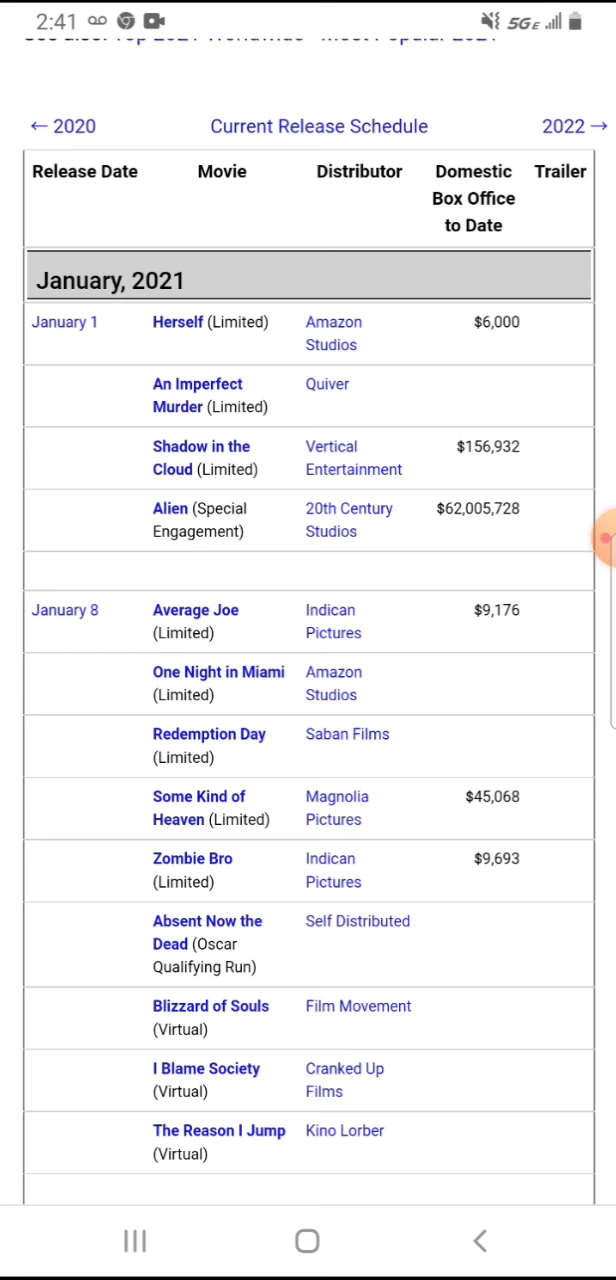 2:41
5GE
← 2020 Current Release Schedule 2022 →
Release Date Movie Distributor Domestic Trailer
Box Office
to Date
January, 2021
January 1 Herself (Limited) Amazon $6,000
Studios
An Imperfect Quiver
Murder (Limited)
Shadow in the Vertical $156,932
Cloud (Limited) Entertainment
Alien (Special 20th Century $62,005,728
Engagement) Studios
January 8 Average Joe Indican $9,176
(Limited) Pictures
One Night in Miami Amazon
(Limited) Studios
Redemption Day Saban Films
(Limited)
Some Kind of Magnolia $45,068
Heaven (Limited) Pictures
Zombie Bro Indican $9,693
(Limited) Pictures
Absent Now the Self Distributed
Dead (Oscar
Qualifying Run)
Blizzard of Souls Film Movement
(Virtual)
I Blame Society Cranked Up
(Virtual) Films
The Reason I Jump Kino Lorber
(Virtual)